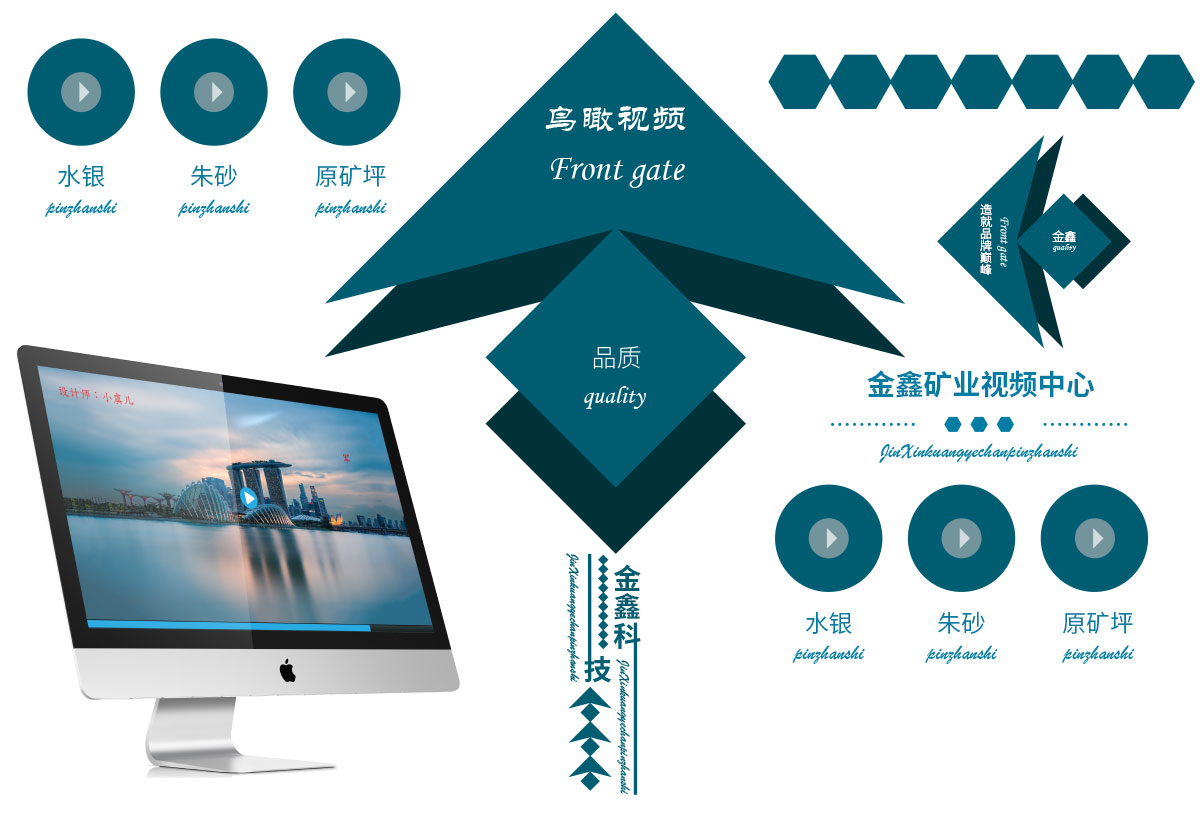 水银
朱砂
原矿坪
pinzhanshi
pinzhanshi
pinzhanshi
鸟瞰视频
Front gate
造就品牌巅峰
Front gate
金鑫
quality
品质
quality
设计师：小虞儿
军
金鑫矿业视频中心
JinXinkuangyechanpinzhanshi
水银
朱砂
原矿坪
pinzhanshi
pinzhanshi
pinzhanshi
JinXinkuangyechanpinzhanshi
金鑫科技
JinXinkuangyechanpinzhanshi